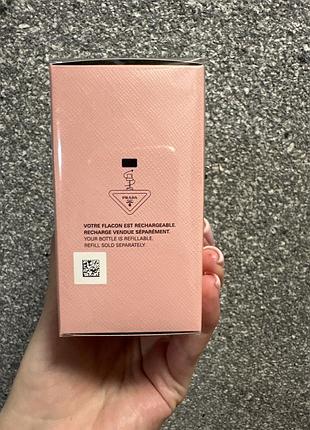 PRADA
VOTRE FLACON EST RECHARGEABLE.
RECHARGE VENDUE SÉPARÉMENT.
YOUR BOTTLE IS REFILLABLE.
REFILL SOLD SEPARATELY.